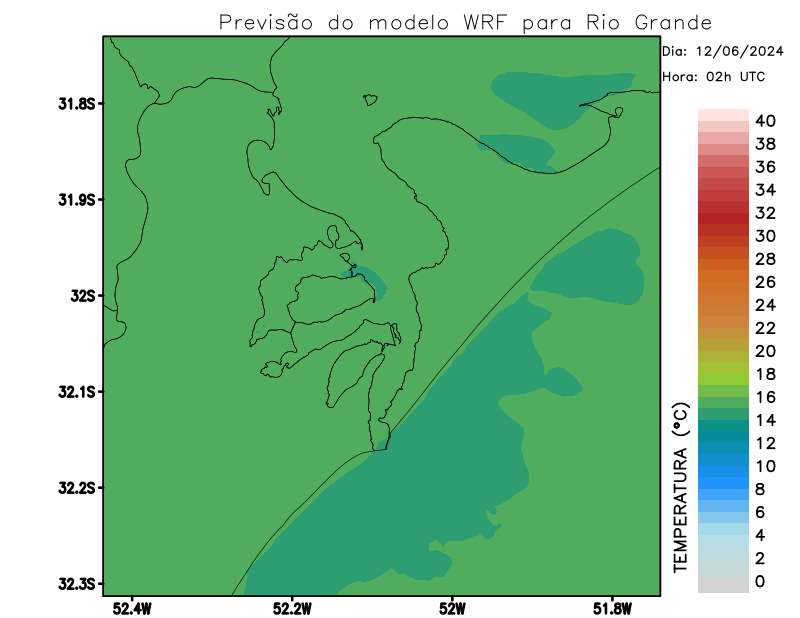 Previsão do modelo WRF para Rio Grande
Dia: 12/06/2024
Hora: 02h UTC
31.8S
31.9S
32S
32.1S
32.2S
32.3S
52.4W
52.2W
52W
51.8W
TEMPERATURA (°C)
40
38
36
34
32
30
28
26
24
22
20
18
16
14
12
10
8
6
4
2
0